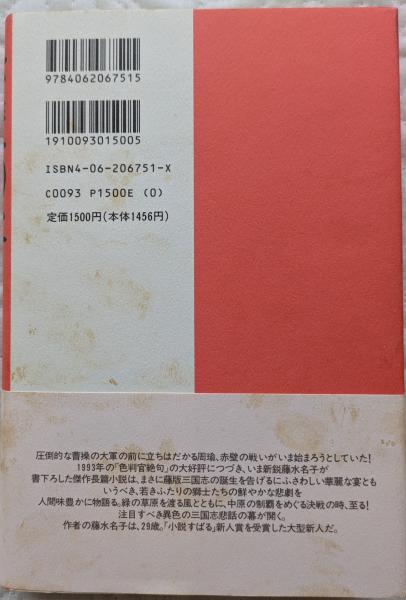 9784062067515
1910093015005
ISBN4-06-206751-X
C0093 P1500E (0)
定価1500円(本体1456円)
圧倒的な曹操の大軍の前に立ちはだかる周瑜、赤壁の戦いがいま始まろうとしていた!
1993年の「色判官絶句」の大好評につづき、いま新鋭藤水名子が
書下ろした傑作長篇小説は、まさに藤版三国志の誕生を告げるにふさわしい華麗な宴とも
いうべき、若きふたりの獅士たちの鮮やかな悲劇を
人間味豊かに物語る。緑の草原を渡る風とともに、中原の制覇をめぐる決戦の時、至る!
注目すべき異色の三国志悲話の幕が開く。
作者の藤水名子は、29歳。「小説すばる」新人賞を受賞した大型新人だ。